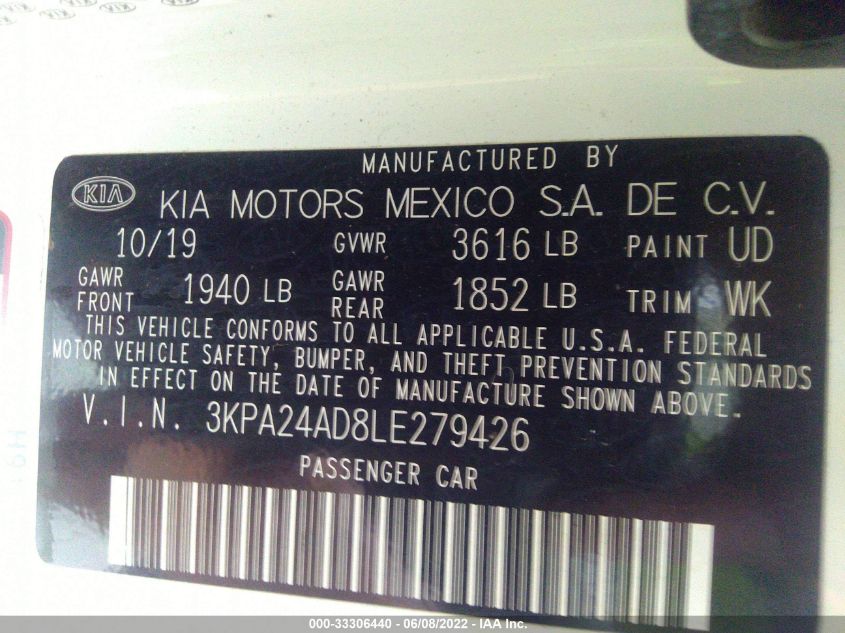 MANUFACTURED BY
KIA KIA MOTORS MEXICO S.A. DE C.V.
10/19 GVWR 3616 LB PAINT UD
GAWR FRONT 1940 LB GAWR REAR 1852 LB TRIM WK
THIS VEHICLE CONFORMS TO ALL APPLICABLE U.S.A. FEDERAL
MOTOR VEHICLE SAFETY, BUMPER, AND THEFT PREVENTION STANDARDS
IN EFFECT ON THE DATE OF MANUFACTURE SHOWN ABOVE.
V.I.N. 3KPA24AD8LE279426
PASSENGER CAR
000-33306440 - 06/08/2022 - IAA Inc.